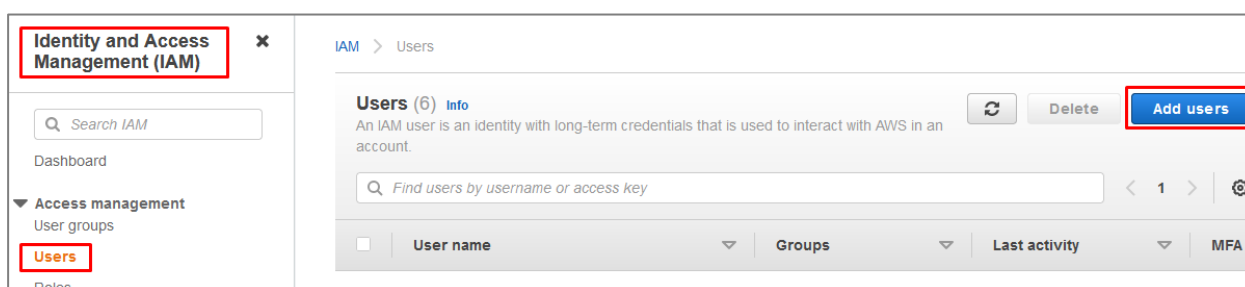 Identity and Access
Management (IAM)
Search IAM
Dashboard
Access management
User groups
Users
Roles
IAM > Users
Users (6) Info
An IAM user is an identity with long-term credentials that is used to interact with AWS in an
account.
Delete
Add users
Find users by username or access key
1
User name
Groups
Last activity
MFA